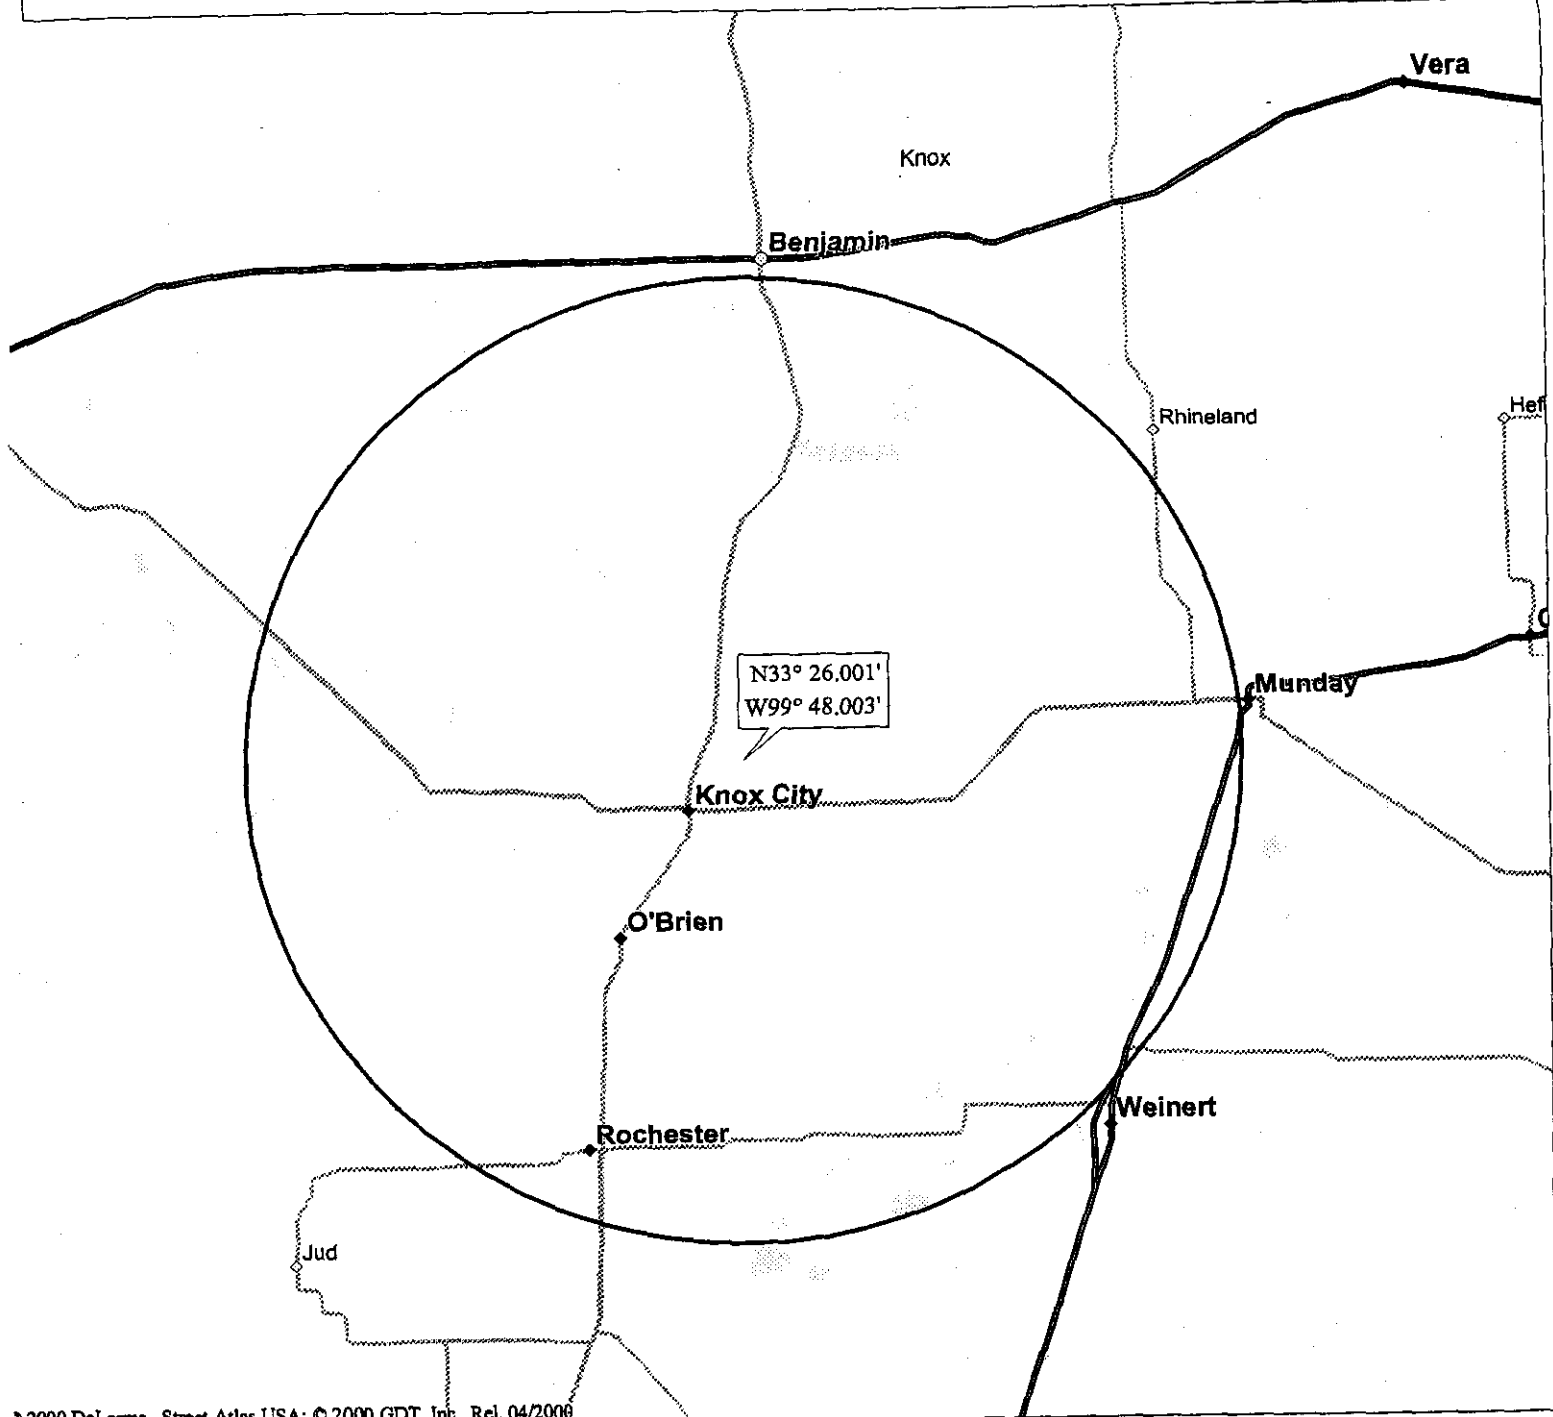 Vera
Knox
Benjamin
Rhineland
Hef
N33° 26.001'
W99° 48.003'
Munday
Knox City
O'Brien
Weinert
Rochester
Jud
2000 DeLorme. Street Atlas USA; © 2000 GDT, Inc., Rel. 04/2000